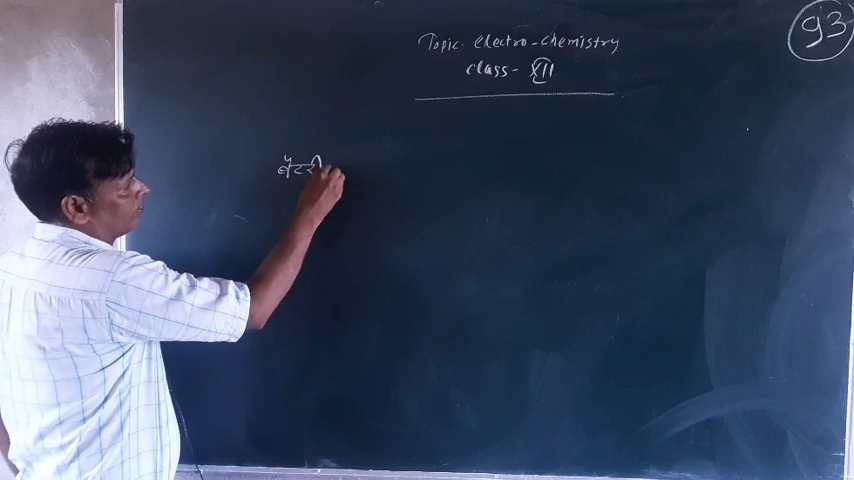 Topic. electro-chemistry
class- XII
93
बैटरी